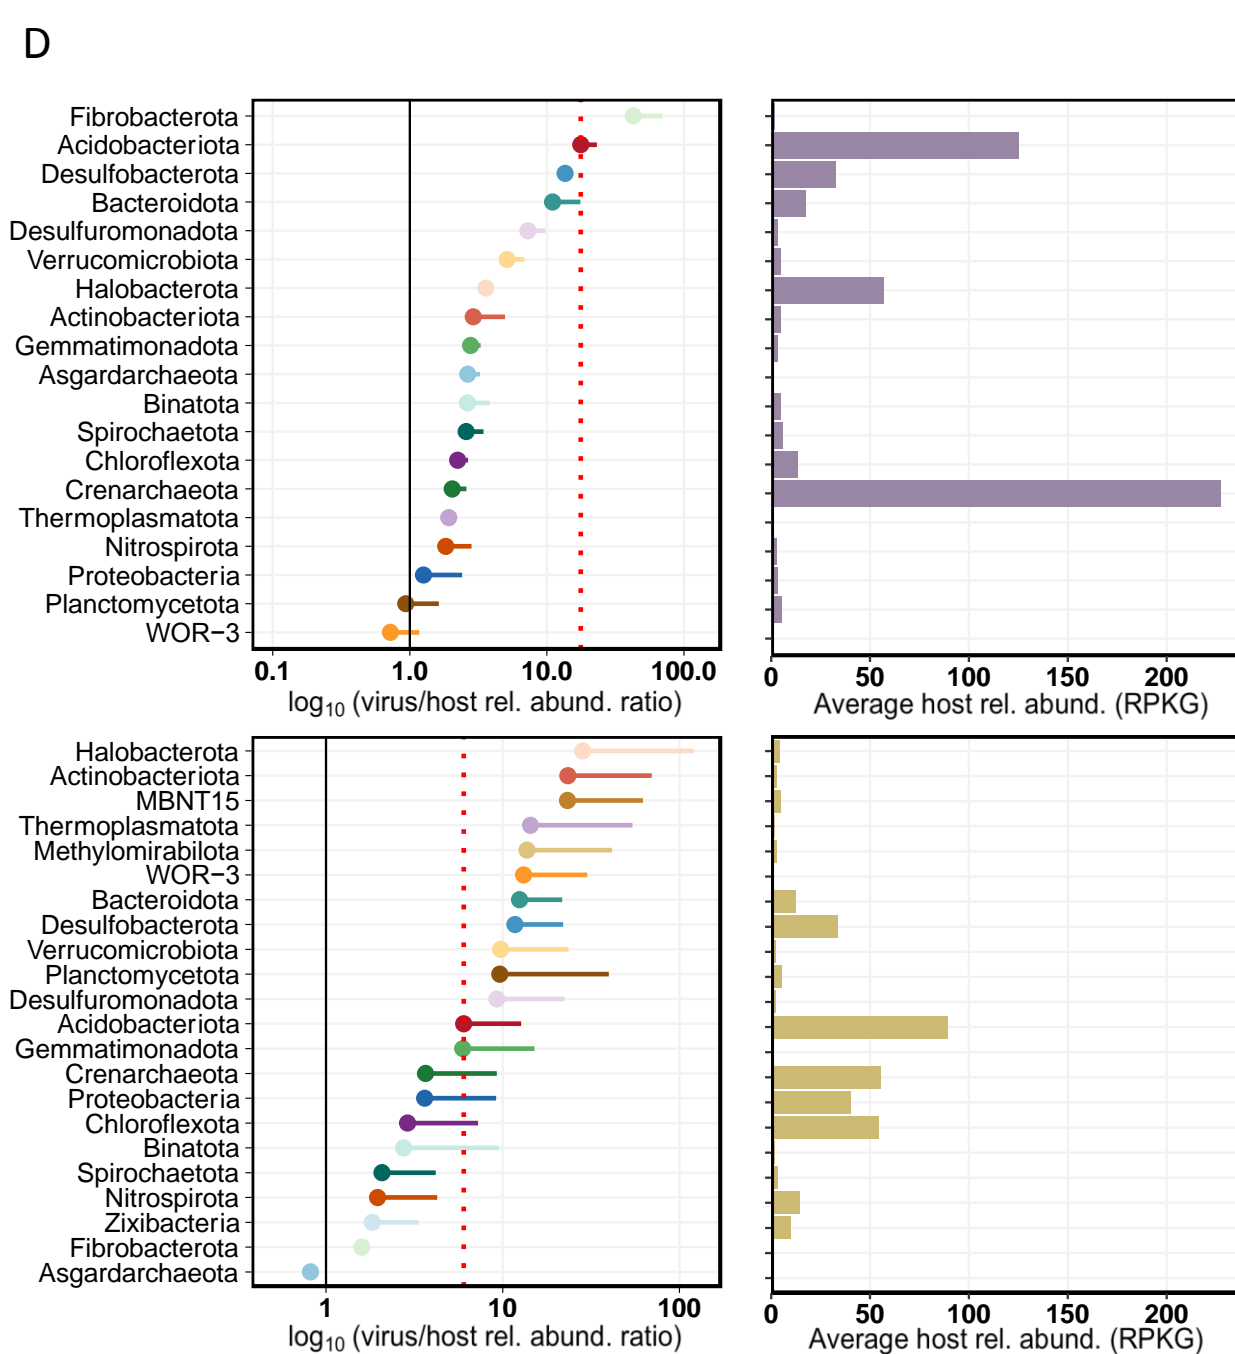 D
Fibrobacterota
Acidobacteriota
Desulfobacterota
Bacteroidota
Desulfuromonadota
Verrucomicrobiota
Halobacterota
Actinobacteriota
Gemmatimonadota
Asgardarchaeota
Binatota
Spirochaetota
Chloroflexota
Crenarchaeota
Thermoplasmatota
Nitrospirota
Proteobacteria
Planctomycetota
WOR−3
0.1 1.0 10.0 100.0
log10 (virus/host rel. abund. ratio)
0 50 100 150 200
Average host rel. abund. (RPKG)
Halobacterota
Actinobacteriota
MBNT15
Thermoplasmatota
Methylomirabilota
WOR−3
Bacteroidota
Desulfobacterota
Verrucomicrobiota
Planctomycetota
Desulfuromonadota
Acidobacteriota
Gemmatimonadota
Crenarchaeota
Proteobacteria
Chloroflexota
Binatota
Spirochaetota
Nitrospirota
Zixibacteria
Fibrobacterota
Asgardarchaeota
1 10 100
log10 (virus/host rel. abund. ratio)
0 50 100 150 200
Average host rel. abund. (RPKG)